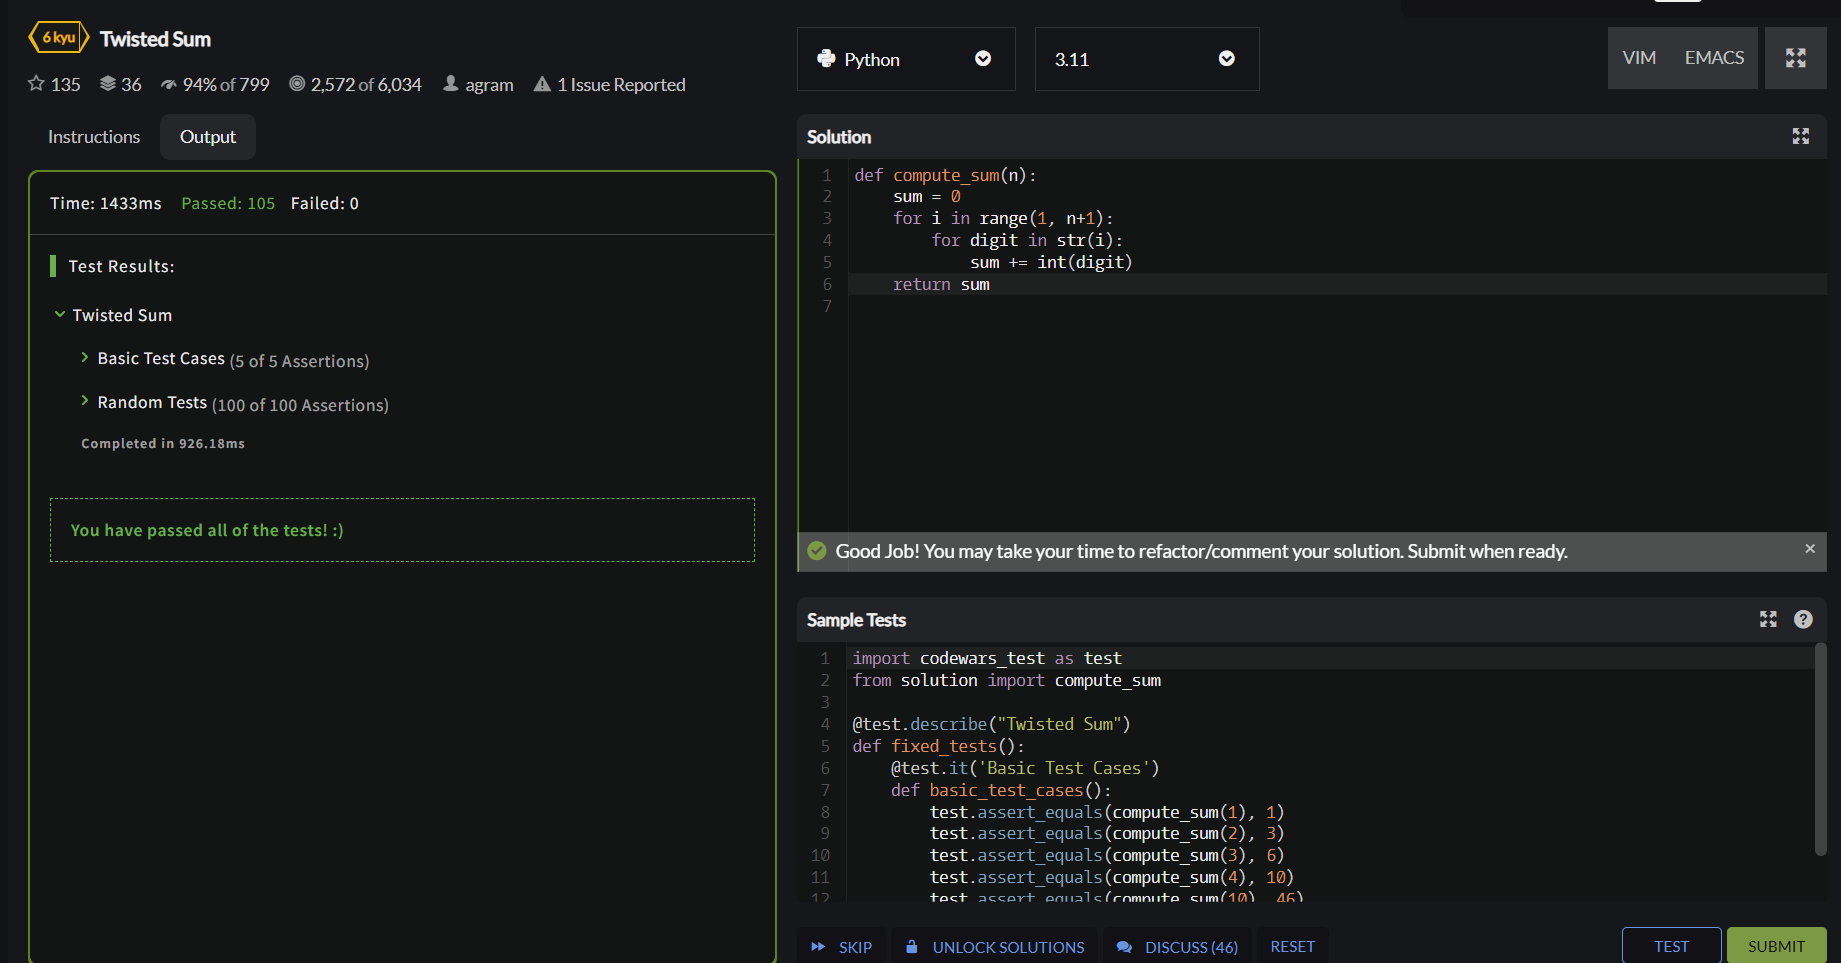 6 kyu Twisted Sum
135 36 94% of 799 2,572 of 6,034 agram 1 Issue Reported
Instructions Output
Time: 1433ms Passed: 105 Failed: 0
Test Results:
Twisted Sum
Basic Test Cases (5 of 5 Assertions)
Random Tests (100 of 100 Assertions)
Completed in 926.18ms
You have passed all of the tests! :)
Python 3.11 VIM EMACS
Solution
1 def compute_sum(n):
2     sum = 0
3     for i in range(1, n+1):
4         for digit in str(i):
5             sum += int(digit)
6     return sum
7
Good Job! You may take your time to refactor/comment your solution. Submit when ready. ×
Sample Tests ?
1 import codewars_test as test
2 from solution import compute_sum
3
4 @test.describe("Twisted Sum")
5 def fixed_tests():
6     @test.it('Basic Test Cases')
7     def basic_test_cases():
8         test.assert_equals(compute_sum(1), 1)
9         test.assert_equals(compute_sum(2), 3)
10         test.assert_equals(compute_sum(3), 6)
11         test.assert_equals(compute_sum(4), 10)
12         test.assert_equals(compute_sum(10), 46)
SKIP UNLOCK SOLUTIONS DISCUSS (46) RESET TEST SUBMIT